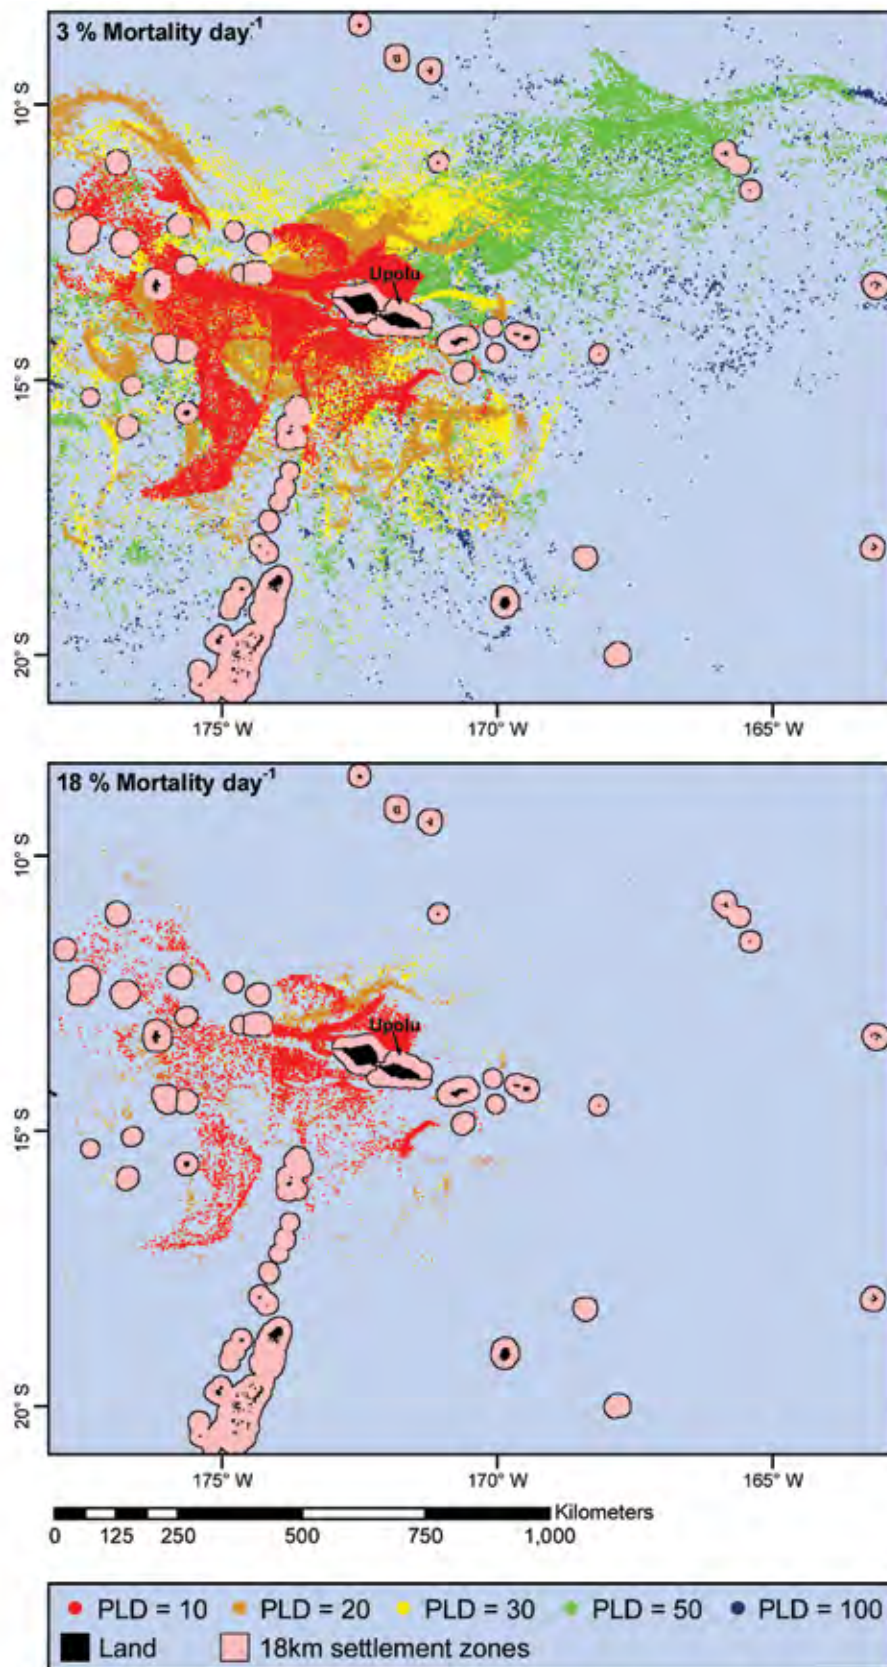 3 % Mortality day-1
10° S
Upolu
15° S
20° S
175° W 170° W 165° W
18 % Mortality day-1
10° S
Upolu
15° S
20° S
175° W 170° W 165° W
Kilometers
0 125 250 500 750 1,000
PLD = 10 PLD = 20 PLD = 30 PLD = 50 PLD = 100
Land 18km settlement zones